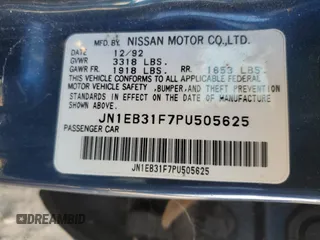 MFD. BY. NISSAN MOTOR CO., LTD.
DATE 12/92
GVWR 3318 LBS.
GAWR FR. 1918 LBS. RR. 1653 LBS.
THIS VEHICLE CONFORMS TO ALL APPLICABLE FEDERAL
MOTOR VEHICLE SAFETY, BUMPER, AND THEFT PREVENTION
STANDARDS IN EFFECT ON THE DATE OF MANUFACTURE
SHOWN ABOVE.
JN1EB31F7PU505625
PASSENGER CAR
JN1EB31F7PU505625
DREAMBID